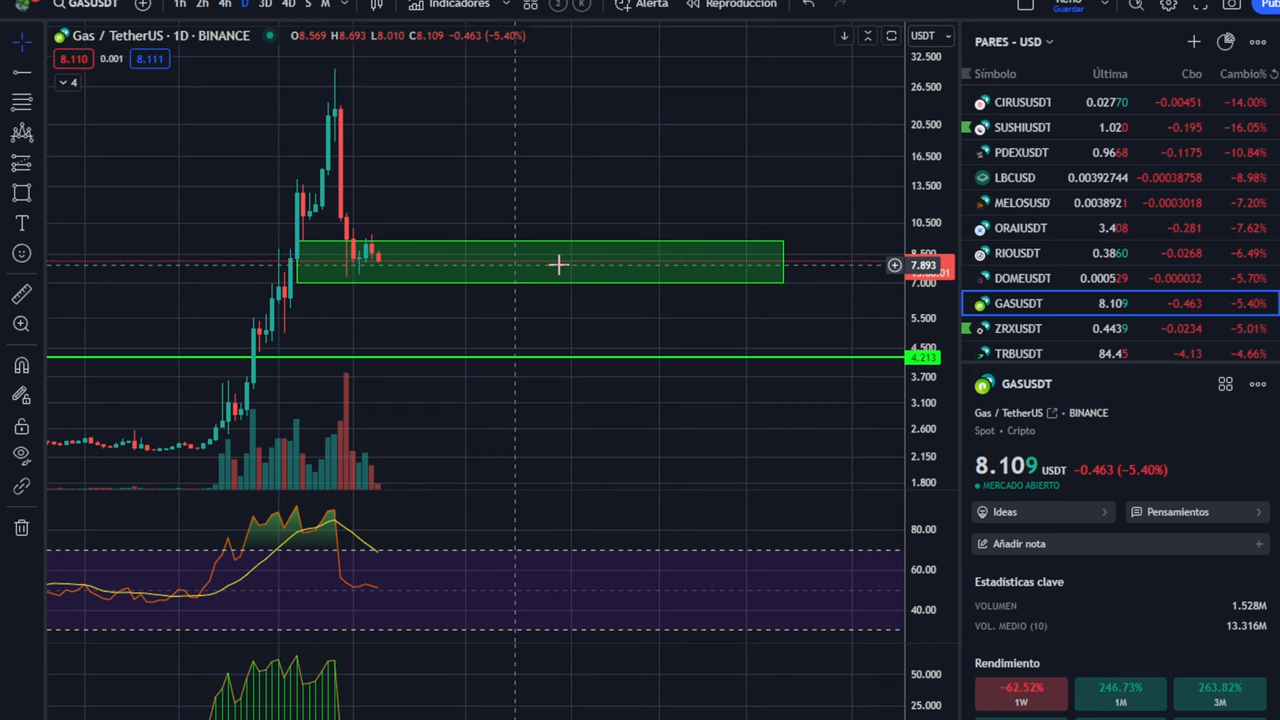 GASUSDT 1h 2h 4h D 3D 4D S M Indicadores Alerta Reproducción Guardar
Gas / TetherUS · 1D · BINANCE O8.569 H8.693 L8.010 C8.109 −0.463 (−5.40%)
8.110 0.001 8.111
4
USDT
32.500
26.500
20.500
16.500
13.500
10.500
8.500
7.893
7.000
5.500
4.500
4.213
3.700
3.100
2.600
2.150
1.800
80.00
60.00
40.00
50.000
25.000
PARES - USD
Símbolo Última Cbo Cambio%
CIRUSUSDT 0.02770 −0.00451 −14.00%
SUSHIUSDT 1.020 −0.195 −16.05%
PDEXUSDT 0.9668 −0.1175 −10.84%
LBCUSD 0.00392744 −0.00038758 −8.98%
MELOSUSD 0.0038921 −0.0003018 −7.20%
ORAIUSDT 3.408 −0.281 −7.62%
RIOUSDT 0.3860 −0.0268 −6.49%
DOMEUSDT 0.000529 −0.000032 −5.70%
GASUSDT 8.109 −0.463 −5.40%
ZRXUSDT 0.4439 −0.0234 −5.01%
TRBUSDT 84.45 −4.13 −4.66%
GASUSDT
Gas / TetherUS · BINANCE
Spot · Cripto
8.109 USDT −0.463 (−5.40%)
MERCADO ABIERTO
Ideas Pensamientos
Añadir nota
Estadísticas clave
VOLUMEN 1.528M
VOL. MEDIO (10) 13.316M
Rendimiento
−62.52% 246.73% 263.82%
1W 1M 3M